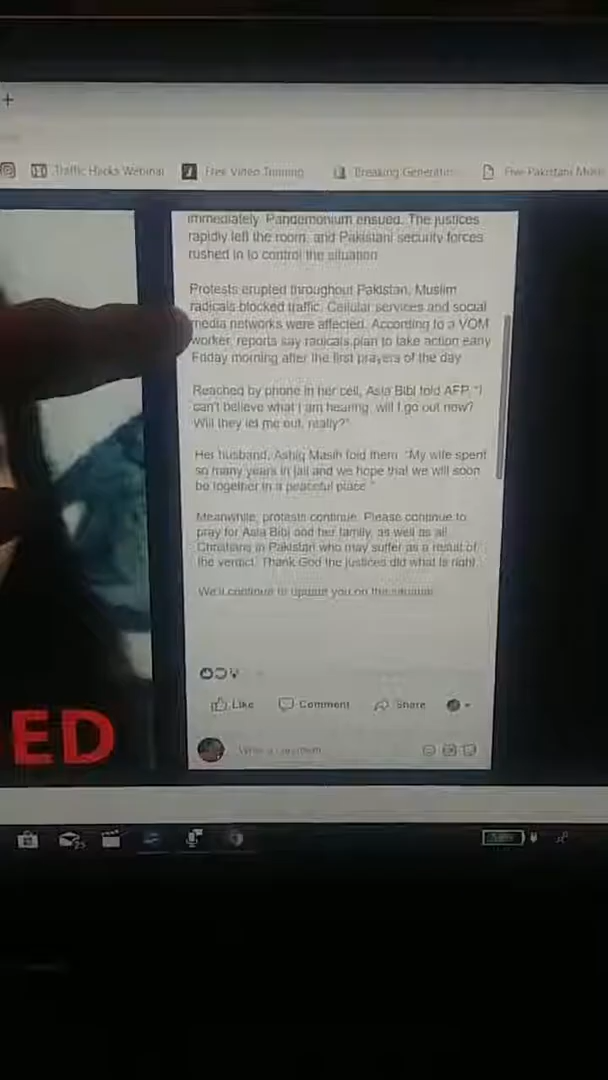 +
Traffic Hacks Webinar
Free Video Training
Breaking Generatio
Free Pakistani Music
immediately. Pandemonium ensued. The justices
rapidly left the room, and Pakistani security forces
rushed in to control the situation
Protests erupted throughout Pakistan. Muslim
radicals blocked traffic. Cellular services and social
media networks were affected. According to a VOM
worker, reports say radicals plan to take action early
Friday morning after the first prayers of the day
Reached by phone in her cell, Asia Bibi told AFP, "I
can't believe what I am hearing, will I go out now?
Will they let me out, really?"
Her husband, Ashiq Masih told them "My wife spent
so many years in jail and we hope that we will soon
be together in a peaceful place."
Meanwhile, protests continue. Please continue to
pray for Asia Bibi and her family, as well as all
Christians in Pakistan who may suffer as a result of
the verdict. Thank God the justices did what is right.
We'll continue to update you on the situation
Like
Comment
Share
Write a comment
ED
25